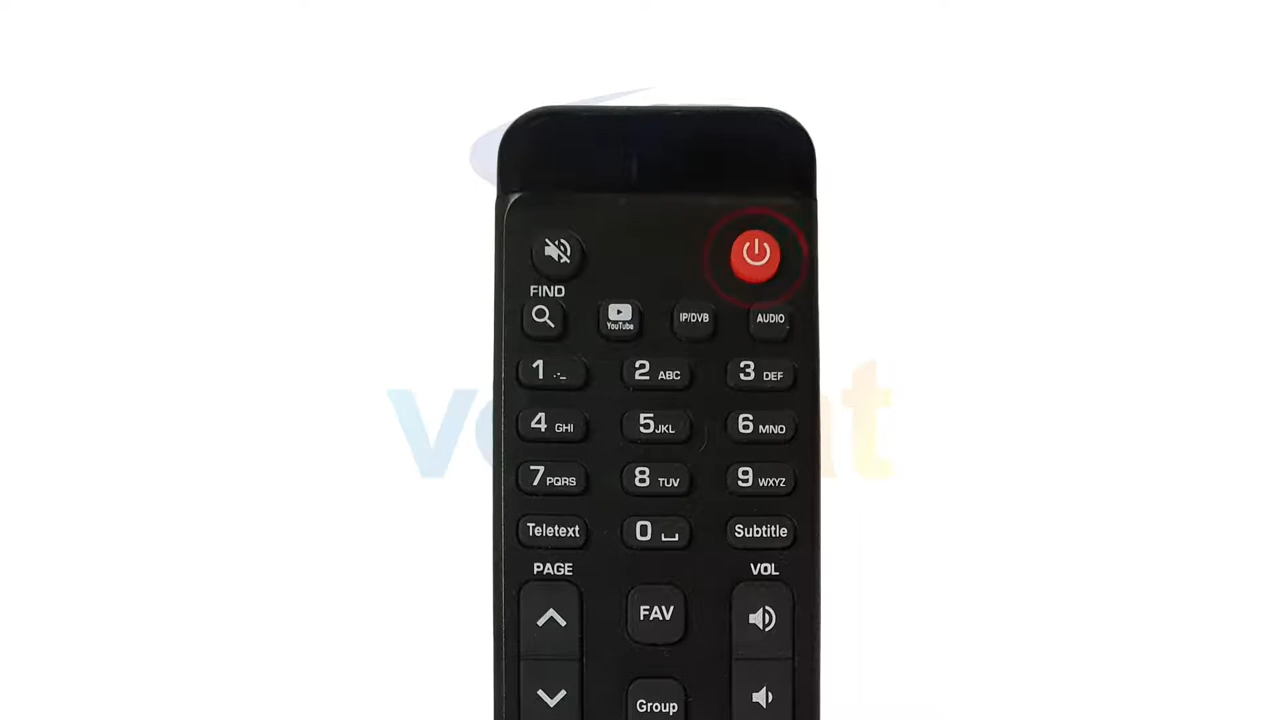 FIND
YouTube IP/DVB AUDIO
1 .-_ 2 ABC 3 DEF
4 GHI 5 JKL 6 MNO
7 PQRS 8 TUV 9 WXYZ
Teletext 0 Subtitle
PAGE VOL
FAV
Group